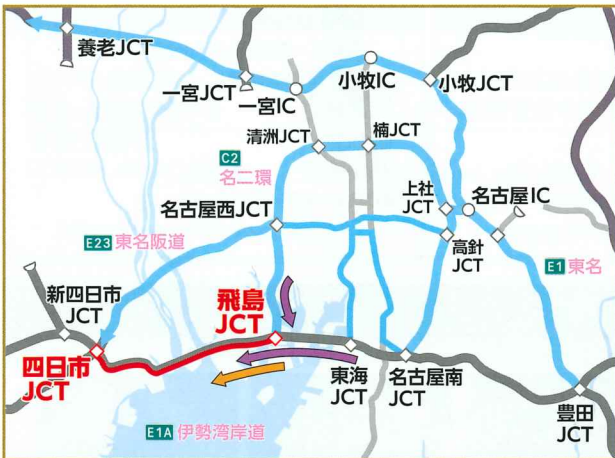 養老JCT
一宮JCT
一宮IC
小牧IC
小牧JCT
清洲JCT
楠JCT
C2
名二環
上社
JCT
名古屋IC
名古屋西JCT
高針
JCT
E23 東名阪道
E1 東名
新四日市
JCT
飛島
JCT
四日市
JCT
東海
JCT
名古屋南
JCT
豊田
JCT
E1A 伊勢湾岸道